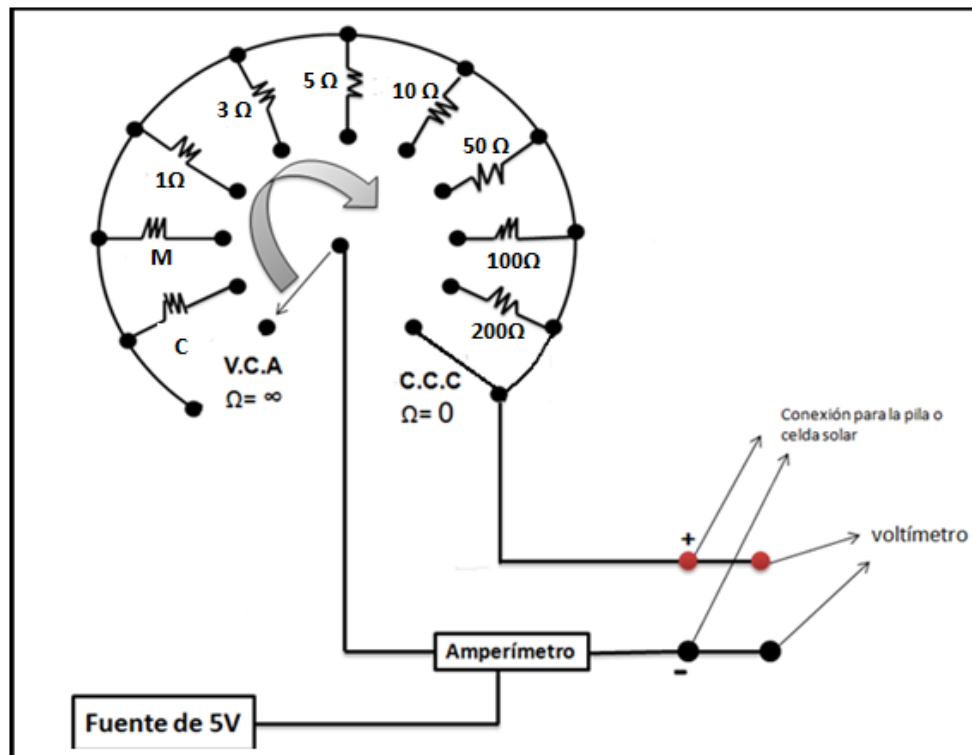 5 Ω
10 Ω
3 Ω
50 Ω
1Ω
M
100Ω
C
200Ω
V.C.A
Ω= ∞
C.C.C
Ω= 0
Conexión para la pila o
celda solar
voltímetro
+
Amperímetro
-
Fuente de 5V